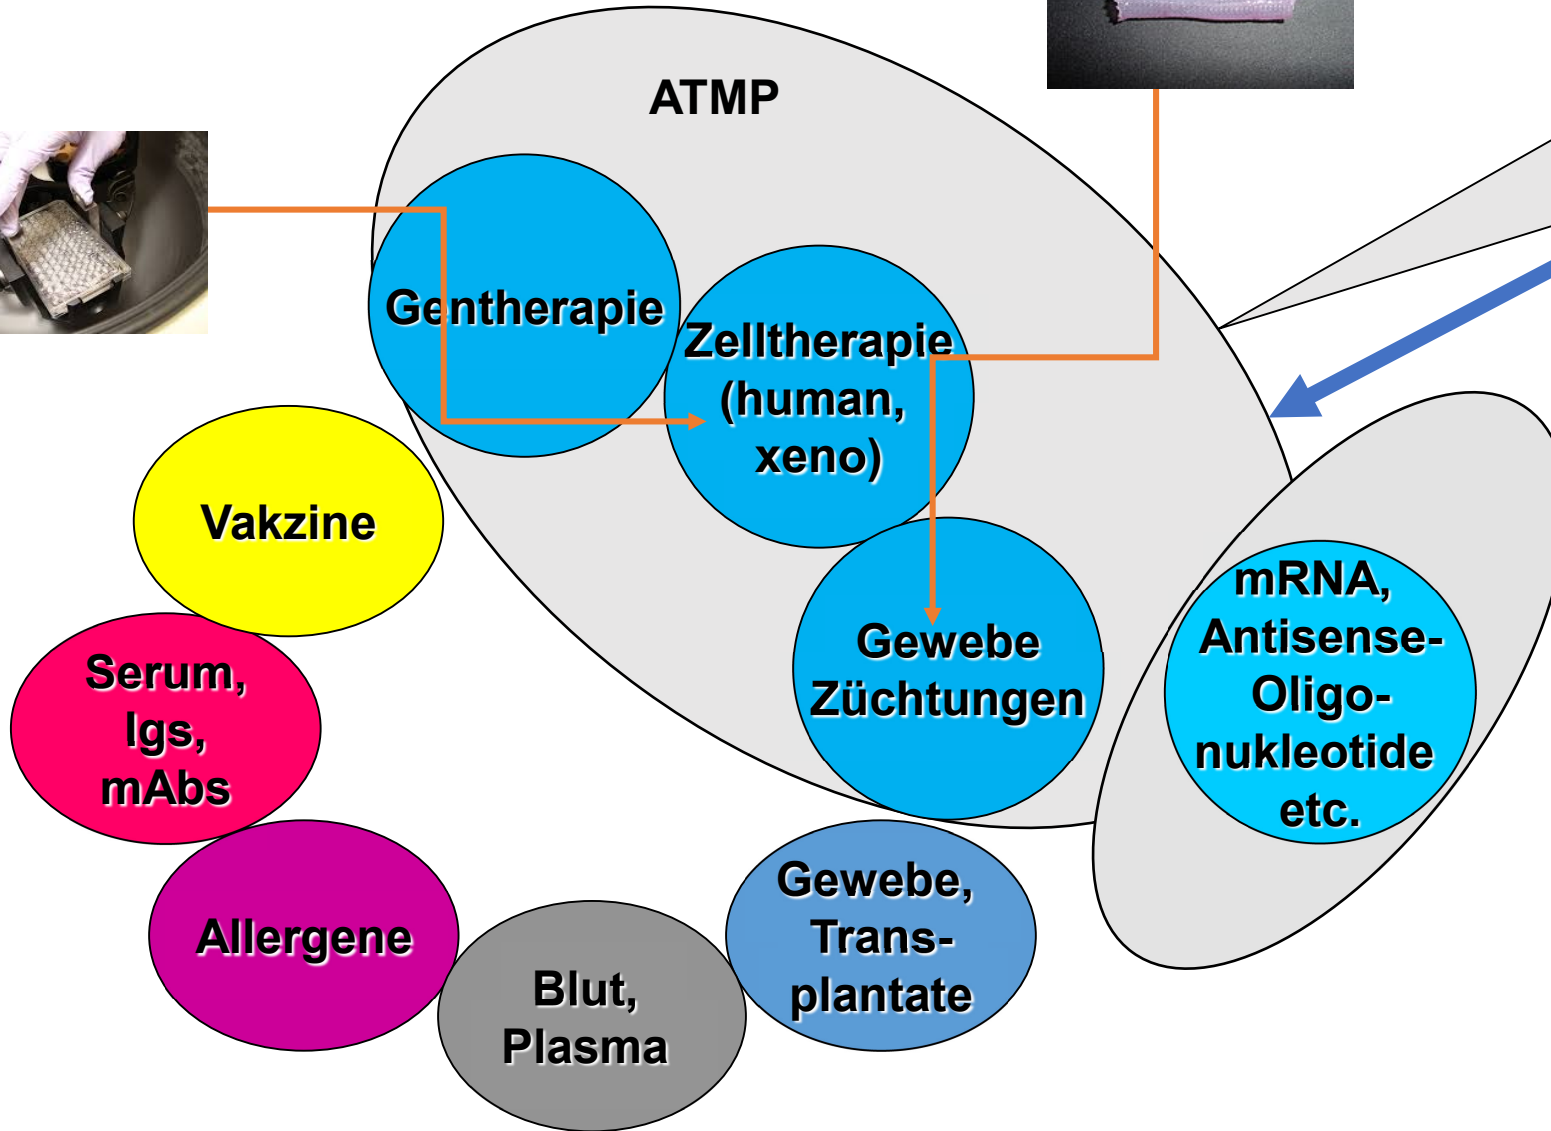 ATMP
Gentherapie
Zelltherapie
(human,
xeno)
Vakzine
mRNA,
Antisense-
Oligo-
nukleotide
etc.
Gewebe
Züchtungen
Serum,
Igs,
mAbs
Gewebe,
Trans-
plantate
Allergene
Blut,
Plasma